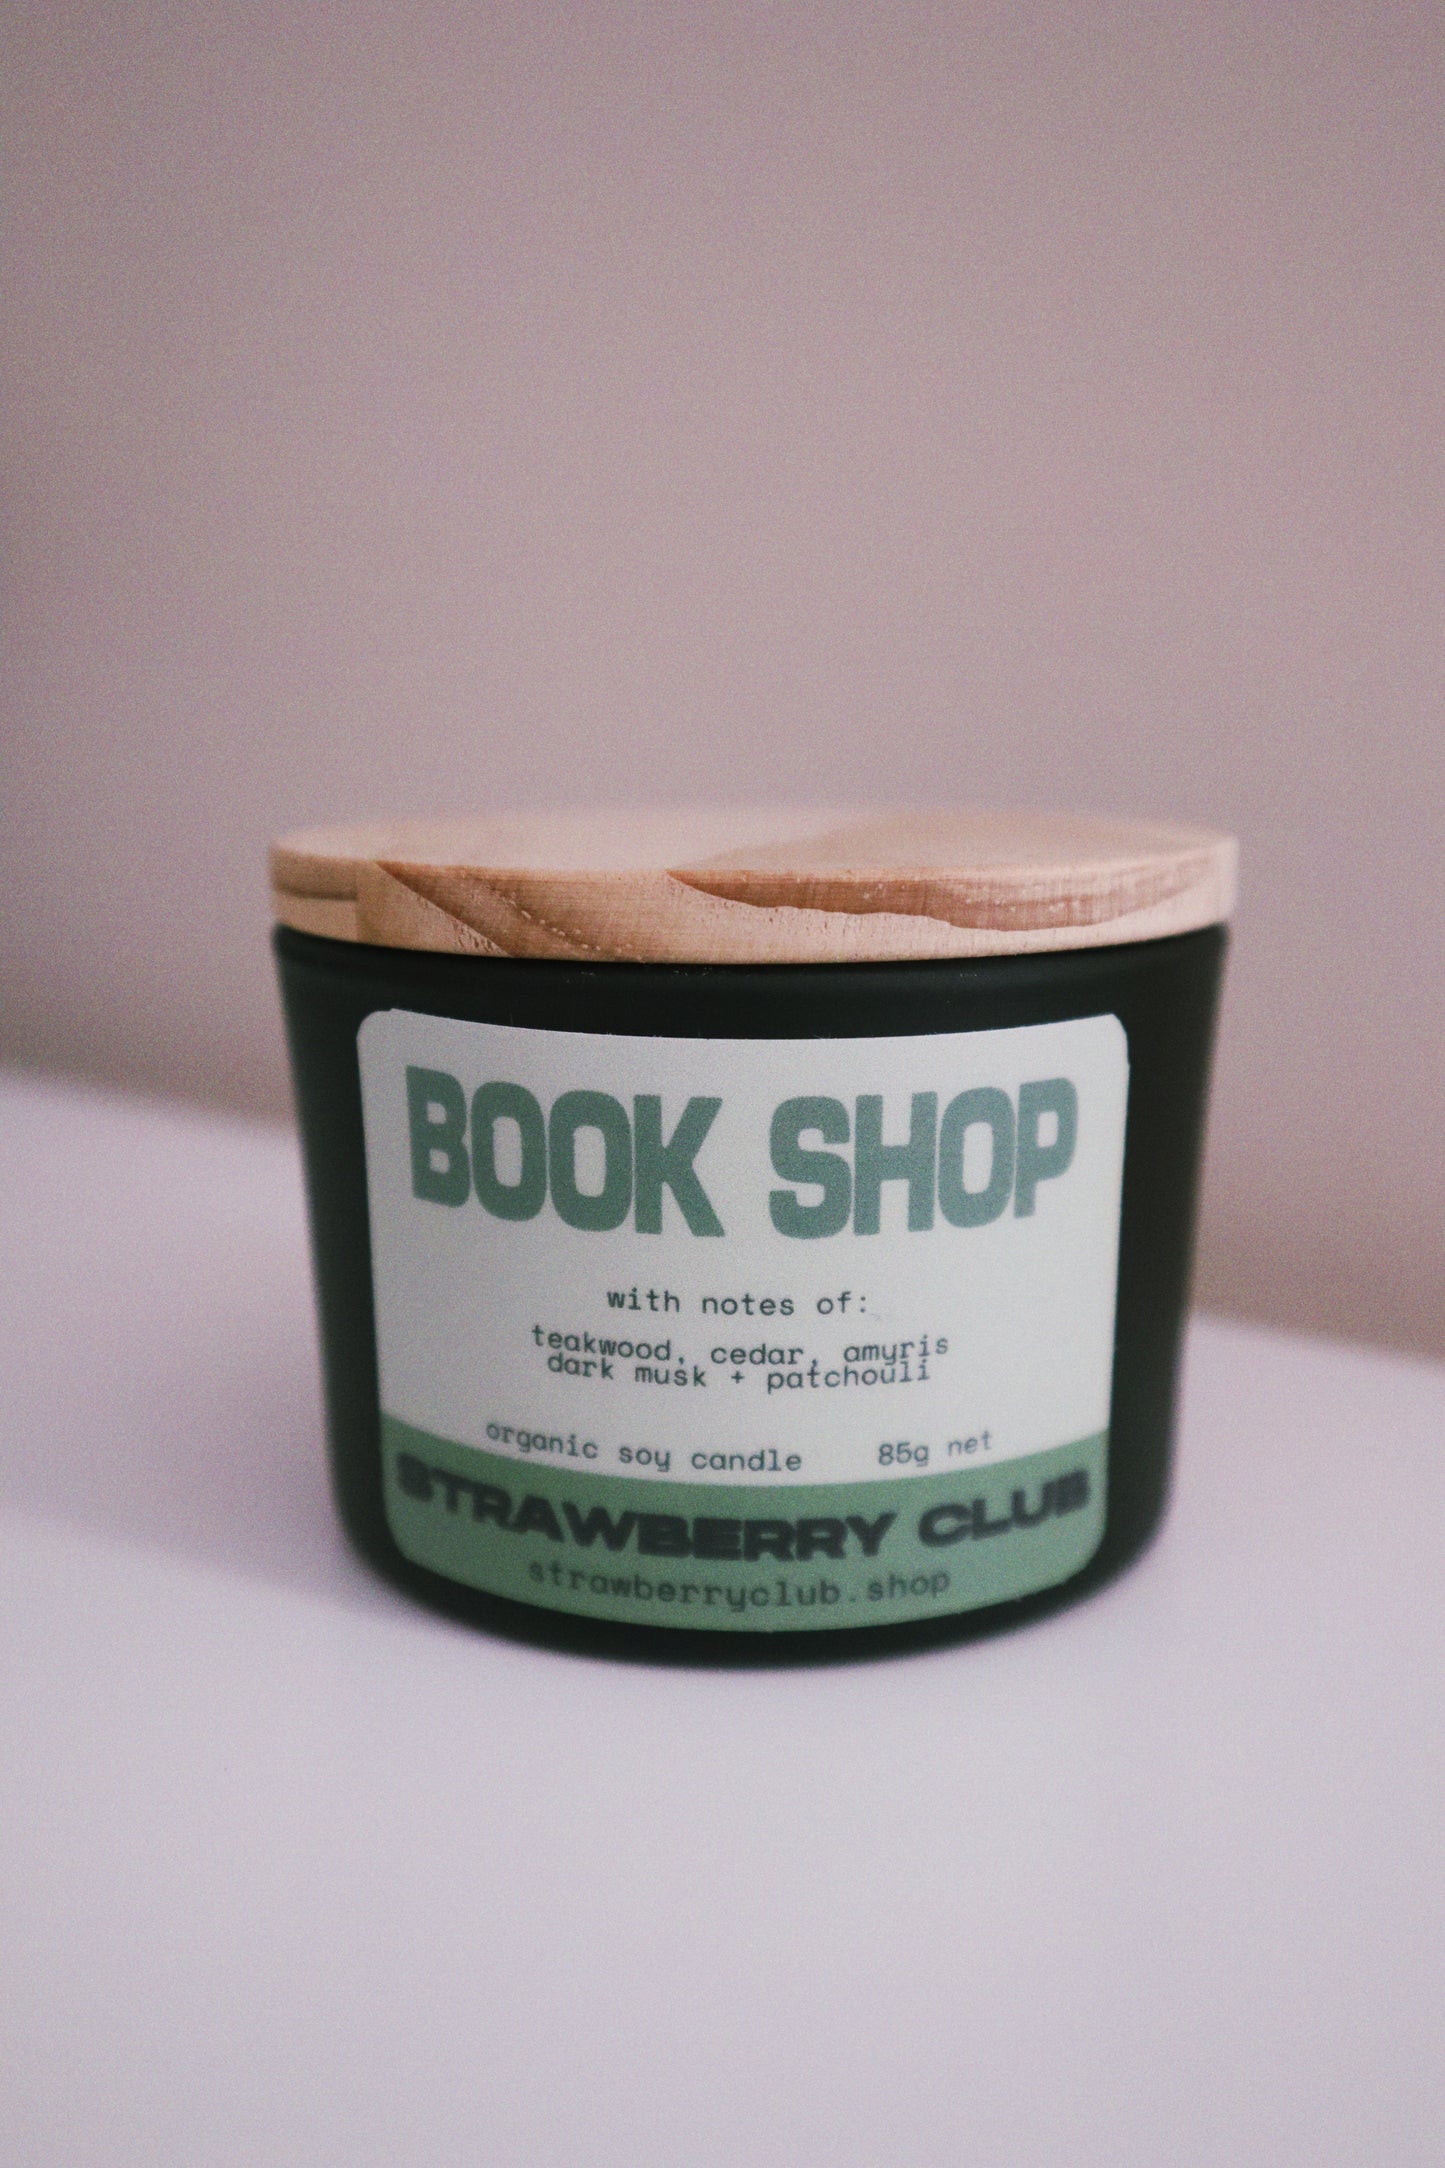 BOOK SHOP
with notes of:
teakwood, cedar, amyris
dark musk + patchouli
organic soy candle 85g net
STRAWBERRY CLUB
strawberryclub.shop